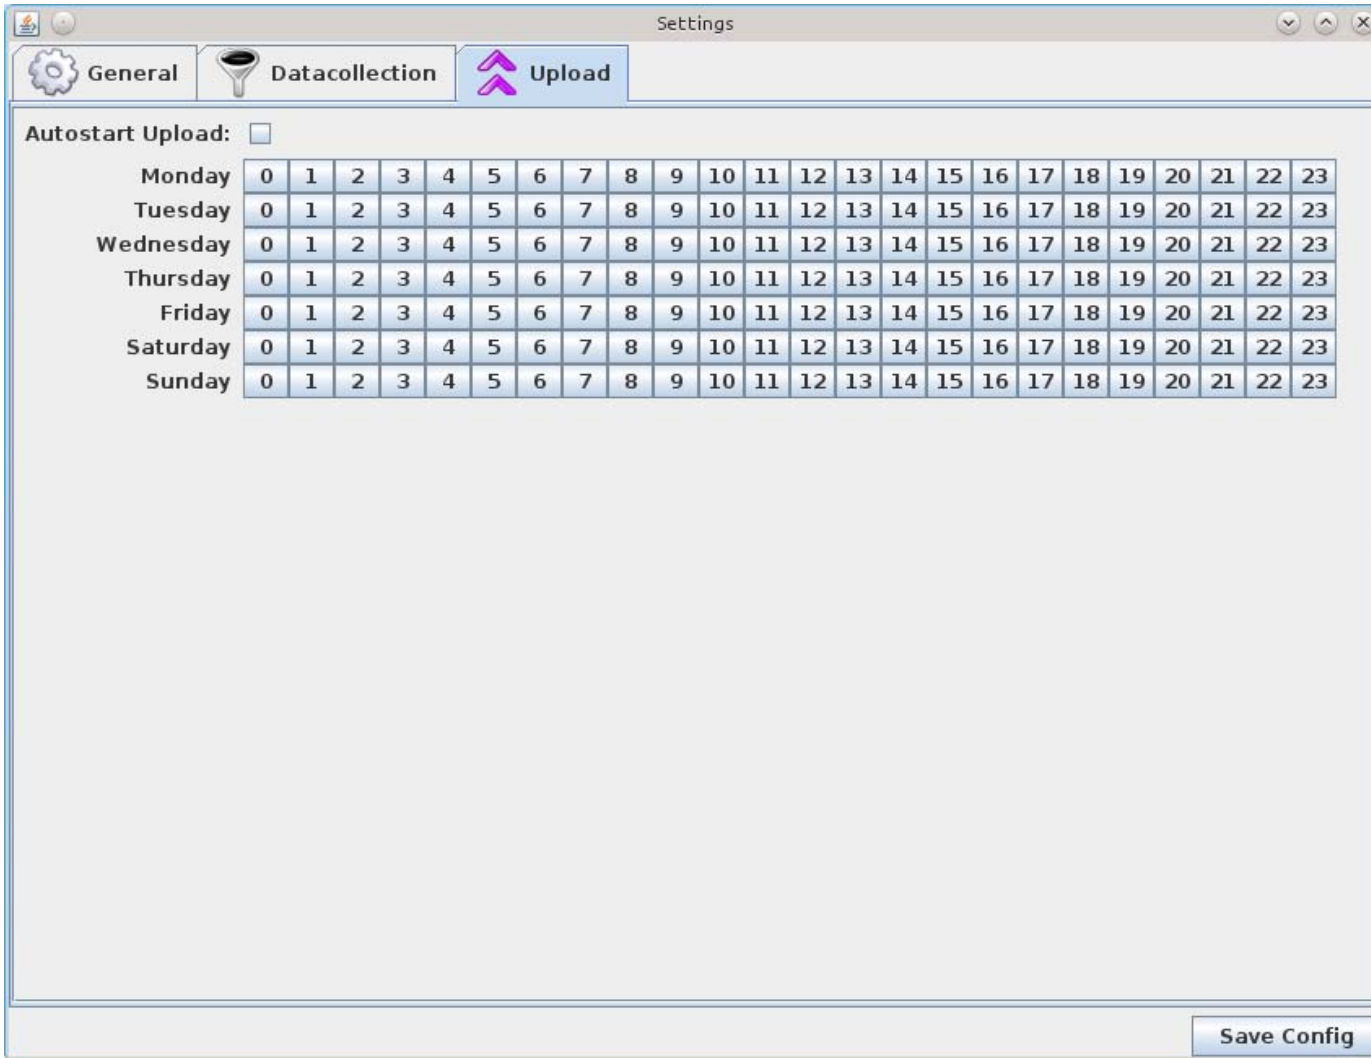 Settings
General Datacollection Upload
Autostart Upload:
Monday 0 1 2 3 4 5 6 7 8 9 10 11 12 13 14 15 16 17 18 19 20 21 22 23
Tuesday 0 1 2 3 4 5 6 7 8 9 10 11 12 13 14 15 16 17 18 19 20 21 22 23
Wednesday 0 1 2 3 4 5 6 7 8 9 10 11 12 13 14 15 16 17 18 19 20 21 22 23
Thursday 0 1 2 3 4 5 6 7 8 9 10 11 12 13 14 15 16 17 18 19 20 21 22 23
Friday 0 1 2 3 4 5 6 7 8 9 10 11 12 13 14 15 16 17 18 19 20 21 22 23
Saturday 0 1 2 3 4 5 6 7 8 9 10 11 12 13 14 15 16 17 18 19 20 21 22 23
Sunday 0 1 2 3 4 5 6 7 8 9 10 11 12 13 14 15 16 17 18 19 20 21 22 23
Save Config